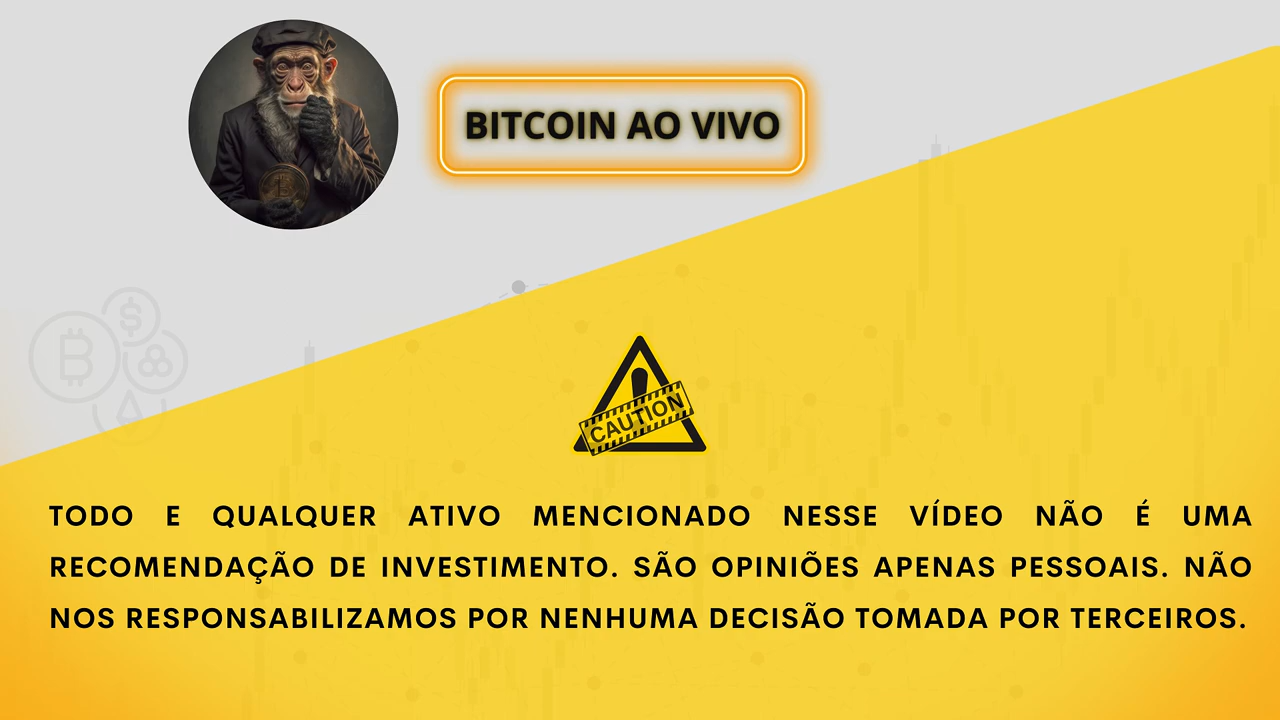 BITCOIN AO VIVO
CAUTION
TODO E QUALQUER ATIVO MENCIONADO NESSE VÍDEO NÃO É UMA
RECOMENDAÇÃO DE INVESTIMENTO. SÃO OPINIÕES APENAS PESSOAIS. NÃO
NOS RESPONSABILIZAMOS POR NENHUMA DECISÃO TOMADA POR TERCEIROS.